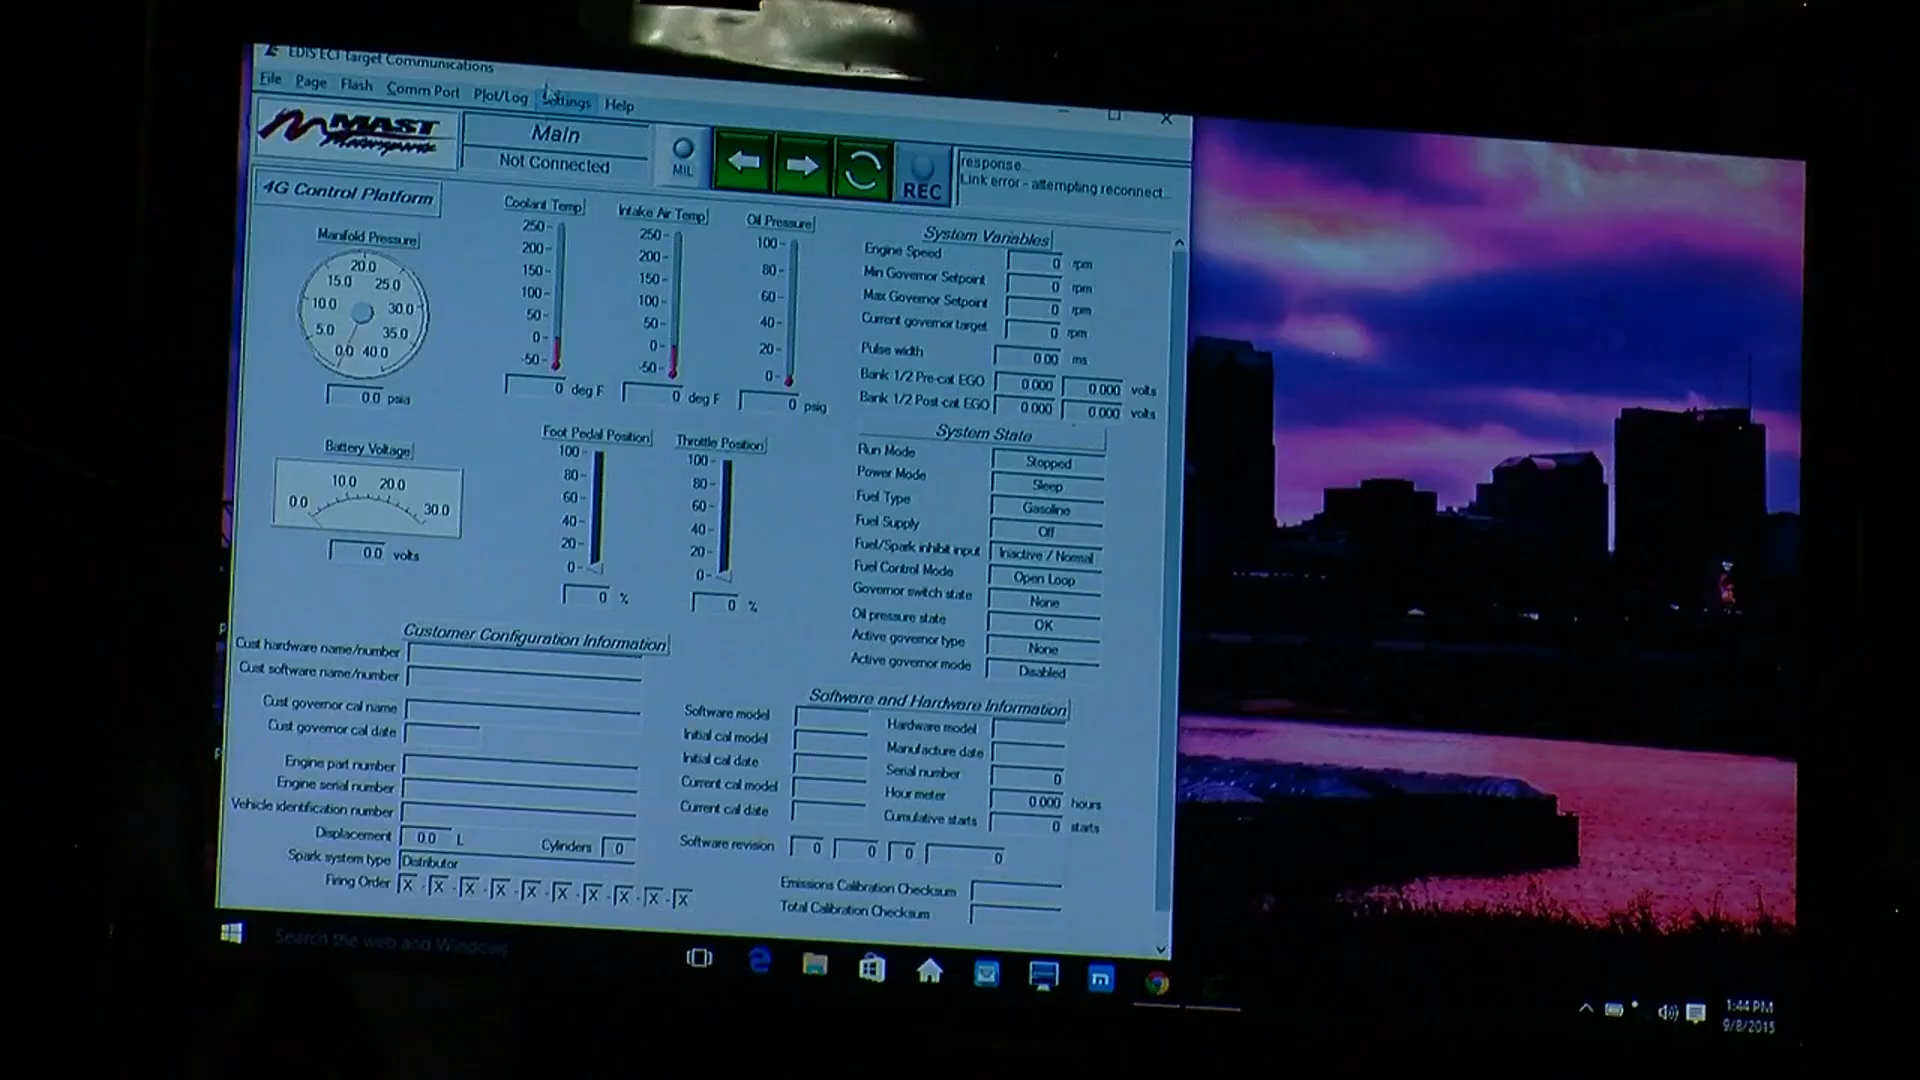 EDIS ECI Target Communications
File Page Flash Comm Port Plot/Log Settings Help
MAST
Motorsports
Main
Not Connected
MIL
REC
response...
Link error - attempting reconnect...
4G Control Platform
Manifold Pressure
20.0
15.0 25.0
10.0 30.0
5.0 35.0
0.0 40.0
0.0 psia
Coolant Temp
250
200
150
100
50
0
-50
0 deg F
Intake Air Temp
250
200
150
100
50
0
-50
0 deg F
Oil Pressure
100
80
60
40
20
0
0 psig
Battery Voltage
10.0 20.0
0.0 30.0
0.0 volts
Foot Pedal Position
100
80
60
40
20
0
0 %
Throttle Position
100
80
60
40
20
0
0 %
System Variables
Engine Speed 0 rpm
Min Governor Setpoint 0 rpm
Max Governor Setpoint 0 rpm
Current governor target 0 rpm
Pulse width 0.00 ms
Bank 1/2 Pre-cat EGO 0.000 0.000 volts
Bank 1/2 Post-cat EGO 0.000 0.000 volts
System State
Run Mode Stopped
Power Mode Sleep
Fuel Type Gasoline
Fuel Supply Off
Fuel/Spark inhibit input Inactive / Normal
Fuel Control Mode Open Loop
Governor switch state None
Oil pressure state OK
Active governor type None
Active governor mode Disabled
Customer Configuration Information
Cust hardware name/number
Cust software name/number
Cust governor cal name
Cust governor cal date
Engine part number
Engine serial number
Vehicle identification number
Displacement 0.0 L Cylinders 0
Spark system type Distributor
Firing Order X - X - X - X - X - X - X - X - X - X
Software and Hardware Information
Software model
Initial cal model
Initial cal date
Current cal model
Current cal date
Hardware model
Manufacture date
Serial number 0
Hour meter 0.000 hours
Cumulative starts 0 starts
Software revision 0 0 0 0
Emissions Calibration Checksum
Total Calibration Checksum
Search the web and Windows
1:44 PM
9/8/2015